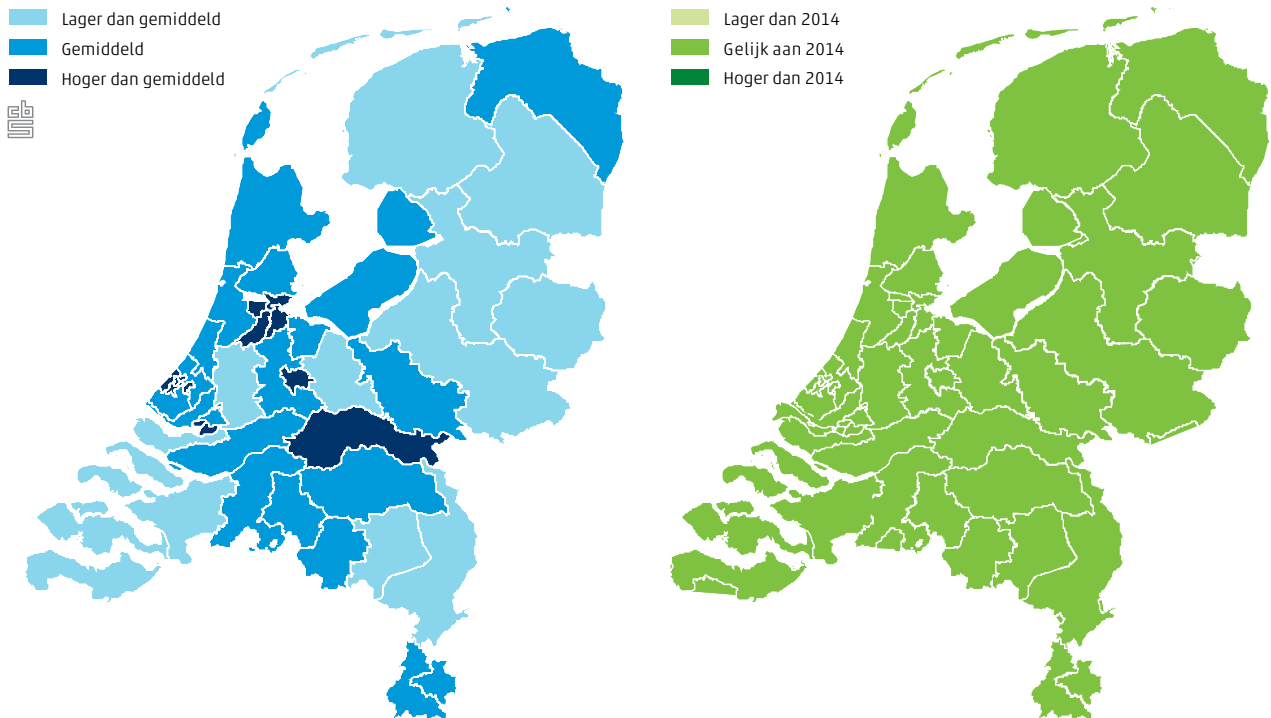 Lager dan gemiddeld
Gemiddeld
Hoger dan gemiddeld
cbs
Lager dan 2014
Gelijk aan 2014
Hoger dan 2014